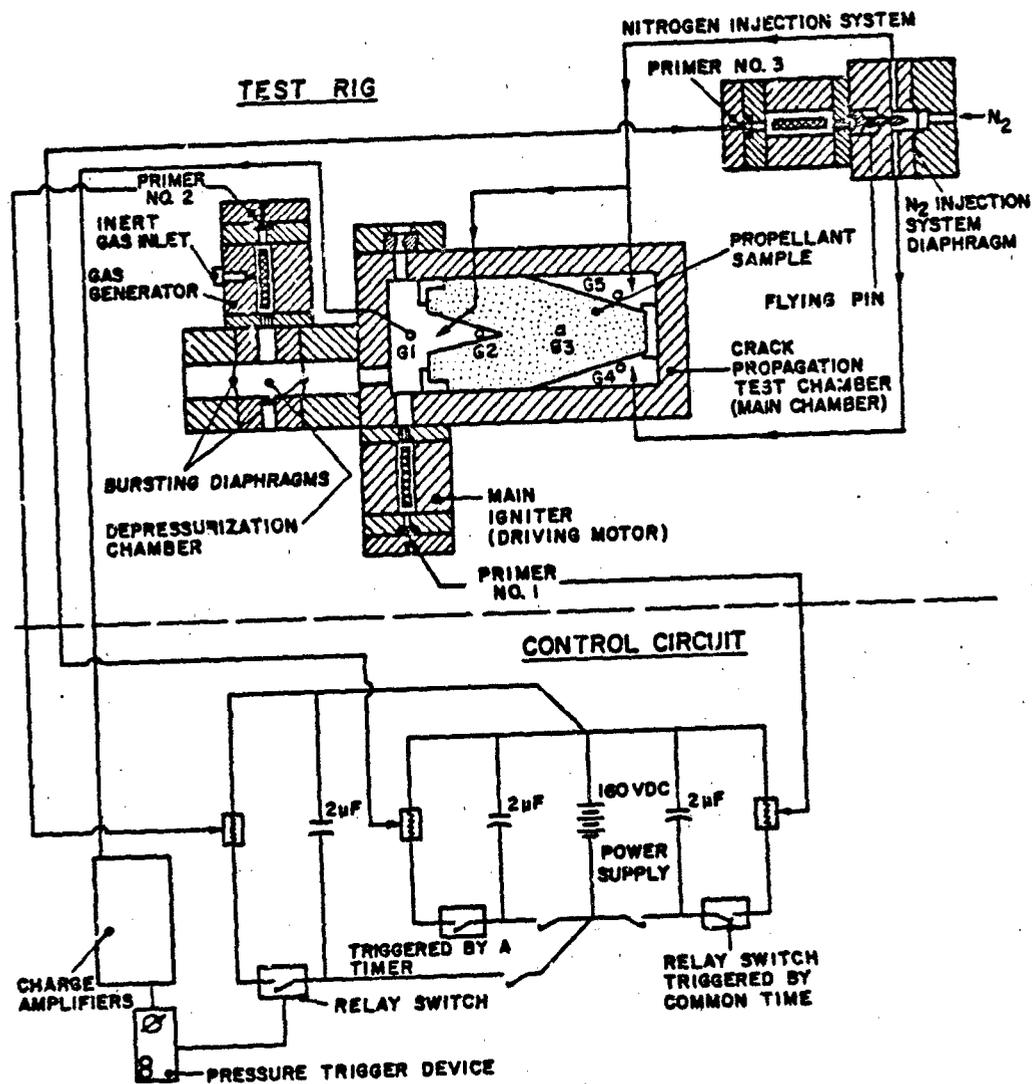 NITROGEN INJECTION SYSTEM
TEST RIG
PRIMER NO. 3
N2
PRIMER
NO. 2
INERT
GAS INLET
GAS
GENERATOR
N2 INJECTION
SYSTEM
DIAPHRAGM
PROPELLANT
SAMPLE
FLYING PIN
G5
G1
G2
G3
G4
CRACK
PROPAGATION
TEST CHAMBER
(MAIN CHAMBER)
BURSTING DIAPHRAGMS
DEPRESSURIZATION
CHAMBER
MAIN
IGNITER
(DRIVING MOTOR)
PRIMER
NO. 1
CONTROL CIRCUIT
2μF
2μF
160 VDC
2μF
POWER
SUPPLY
TRIGGERED BY A
TIMER
RELAY SWITCH
TRIGGERED BY
COMMON TIME
CHARGE
AMPLIFIERS
RELAY SWITCH
PRESSURE TRIGGER DEVICE